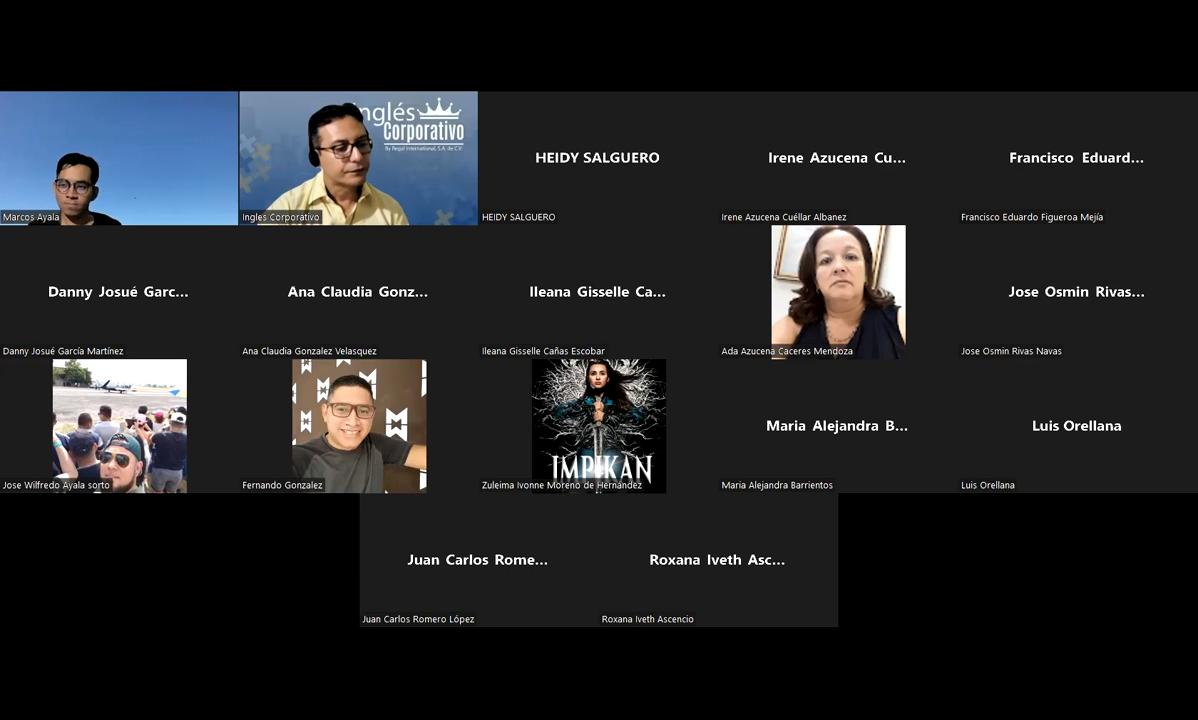 Inglés
Corporativo
By Regal International, S.A. de C.V.
Marcos Ayala
Ingles Corporativo
HEIDY SALGUERO
HEIDY SALGUERO
Irene Azucena Cu...
Irene Azucena Cuéllar Albanez
Francisco Eduard...
Francisco Eduardo Figueroa Mejía
Danny Josué Garc...
Danny Josué García Martínez
Ana Claudia Gonz...
Ana Claudia Gonzalez Velasquez
Ileana Gisselle Ca...
Ileana Gisselle Cañas Escobar
Ada Azucena Caceres Mendoza
Jose Osmin Rivas...
Jose Osmin Rivas Navas
Jose Wilfredo Ayala sorto
Fernando Gonzalez
IMPIKAN
Zuleima Ivonne Moreno de Hernández
Maria Alejandra B...
Maria Alejandra Barrientos
Luis Orellana
Luis Orellana
Juan Carlos Rome...
Juan Carlos Romero López
Roxana Iveth Asc...
Roxana Iveth Ascencio